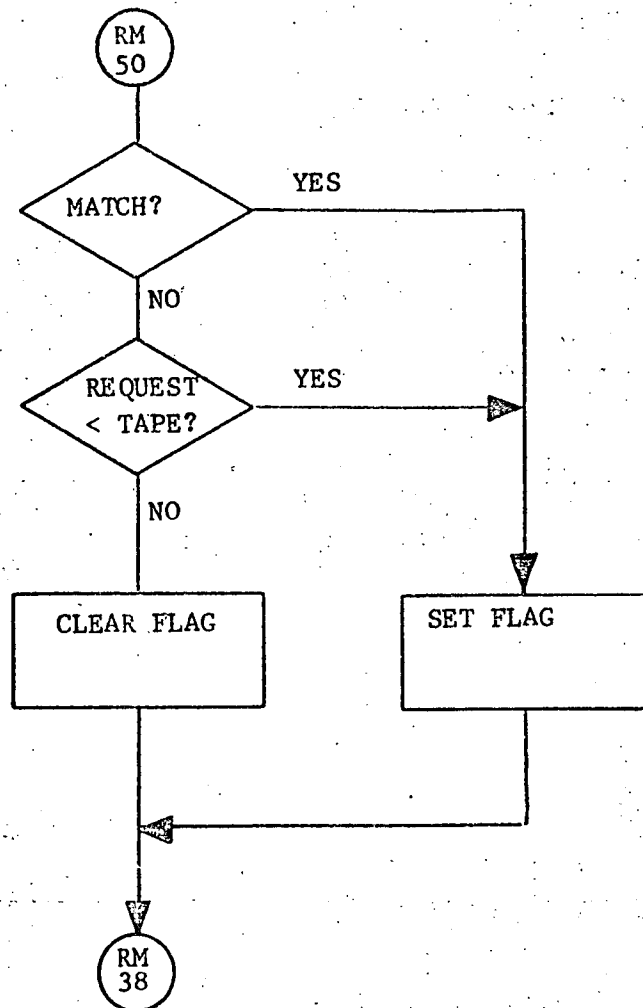 RM
50
MATCH?
YES
NO
REQUEST
< TAPE?
YES
NO
CLEAR FLAG
SET FLAG
RM
38